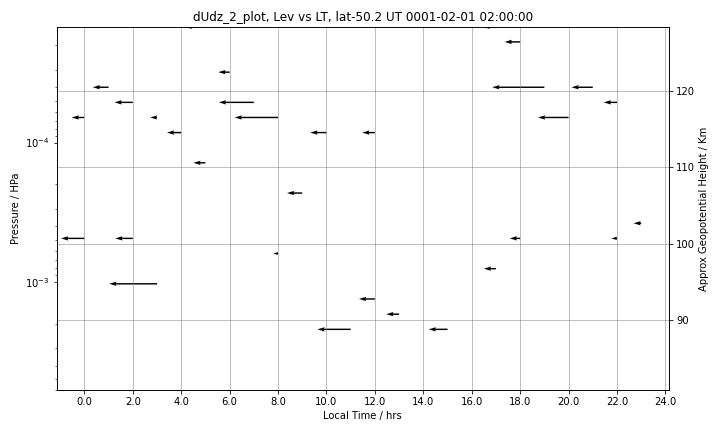 dUdz_2_plot, Lev vs LT, lat-50.2 UT 0001-02-01 02:00:00
Pressure / HPa
10⁻⁴
10⁻³
120
110
100
90
Approx Geopotential Height / Km
0.0 2.0 4.0 6.0 8.0 10.0 12.0 14.0 16.0 18.0 20.0 22.0 24.0
Local Time / hrs